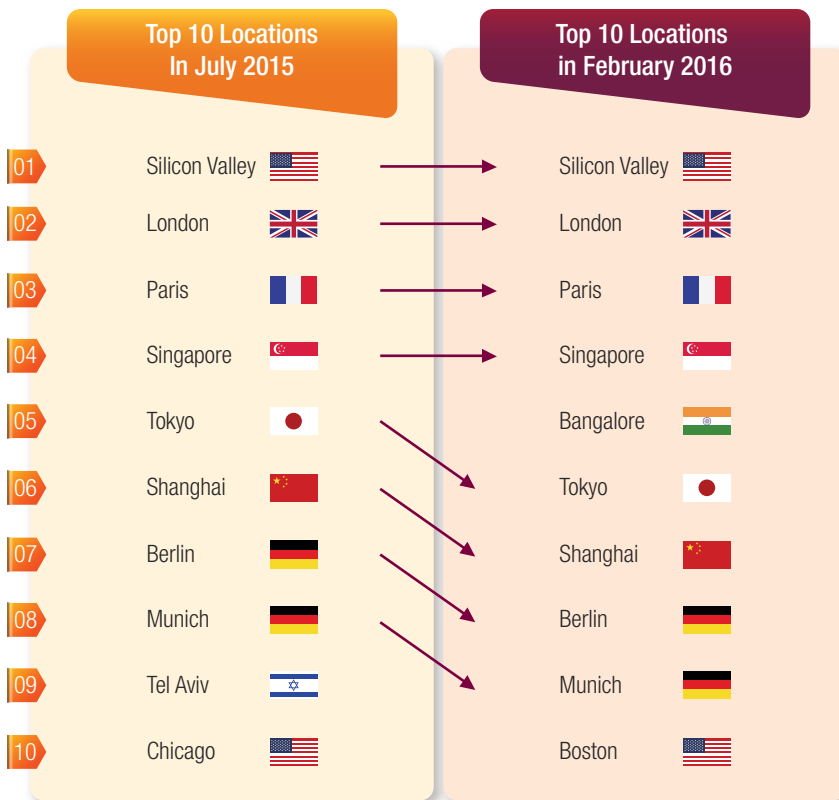 Top 10 Locations
In July 2015
Top 10 Locations
in February 2016
01 Silicon Valley Silicon Valley
02 London London
03 Paris Paris
04 Singapore Singapore
05 Tokyo Bangalore
06 Shanghai Tokyo
07 Berlin Shanghai
08 Munich Berlin
09 Tel Aviv Munich
10 Chicago Boston